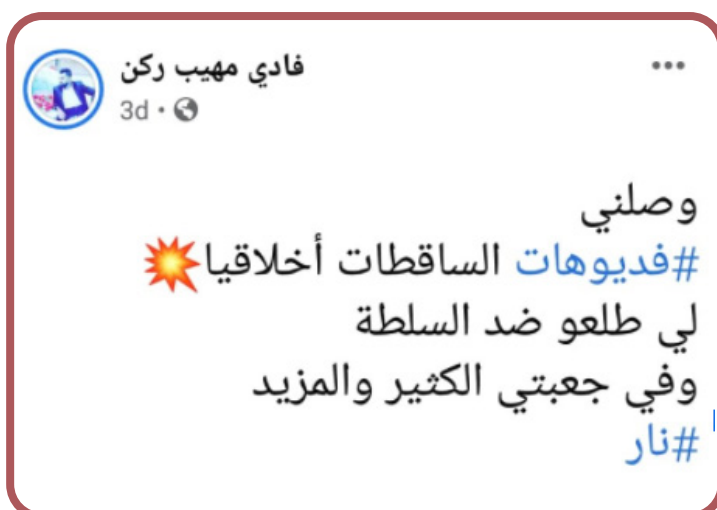 فادي مهيب ركن
3d
وصلني
#فديوهات الساقطات أخلاقيا💥
لي طلعو ضد السلطة
وفي جعبتي الكثير والمزيد
#نار